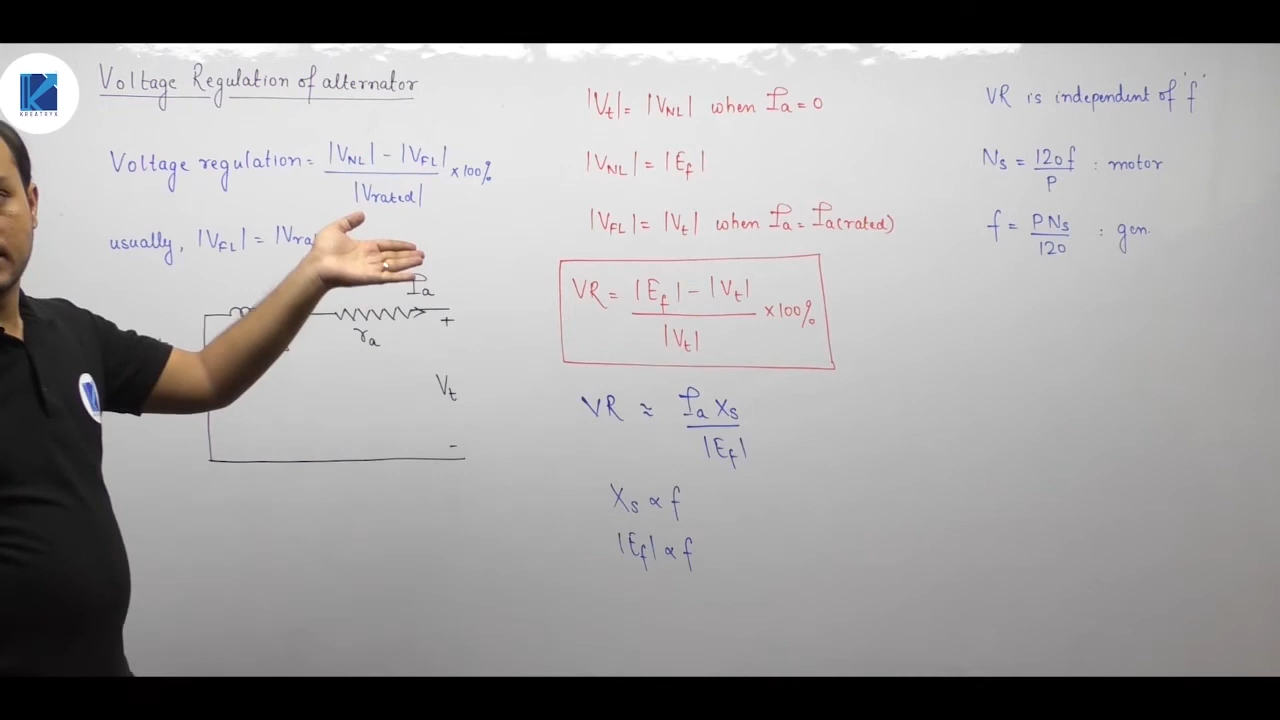 KREATRYX
Voltage Regulation of alternator
Voltage regulation = |V_NL| - |V_FL| / |V_rated| × 100%
usually, |V_FL| = |V_ra
I_a
+
r_a
V_t
-
|V_t| = |V_NL| when I_a = 0
|V_NL| = |E_f|
|V_FL| = |V_t| when I_a = I_a(rated)
VR = |E_f| - |V_t| / |V_t| × 100%
VR ≈ I_a X_s / |E_f|
X_s ∝ f
|E_f| ∝ f
VR is independent of 'f'
N_s = 120f / P : motor
f = P N_s / 120 : gen.